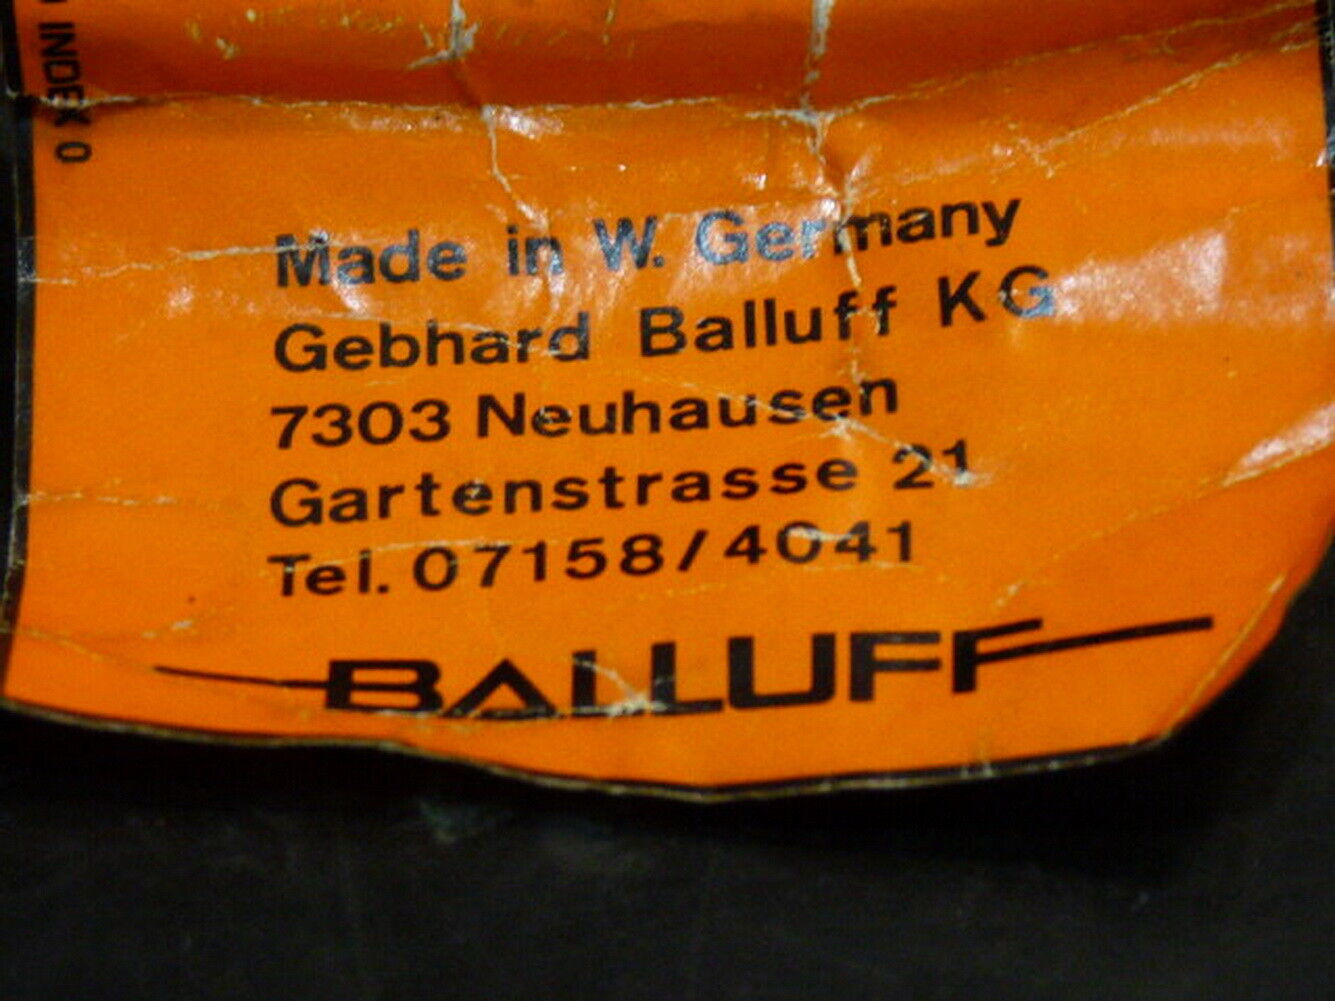 INDEX 0
Made in W. Germany
Gebhard Balluff KG
7303 Neuhausen
Gartenstrasse 21
Tel. 07158/4041
BALLUFF